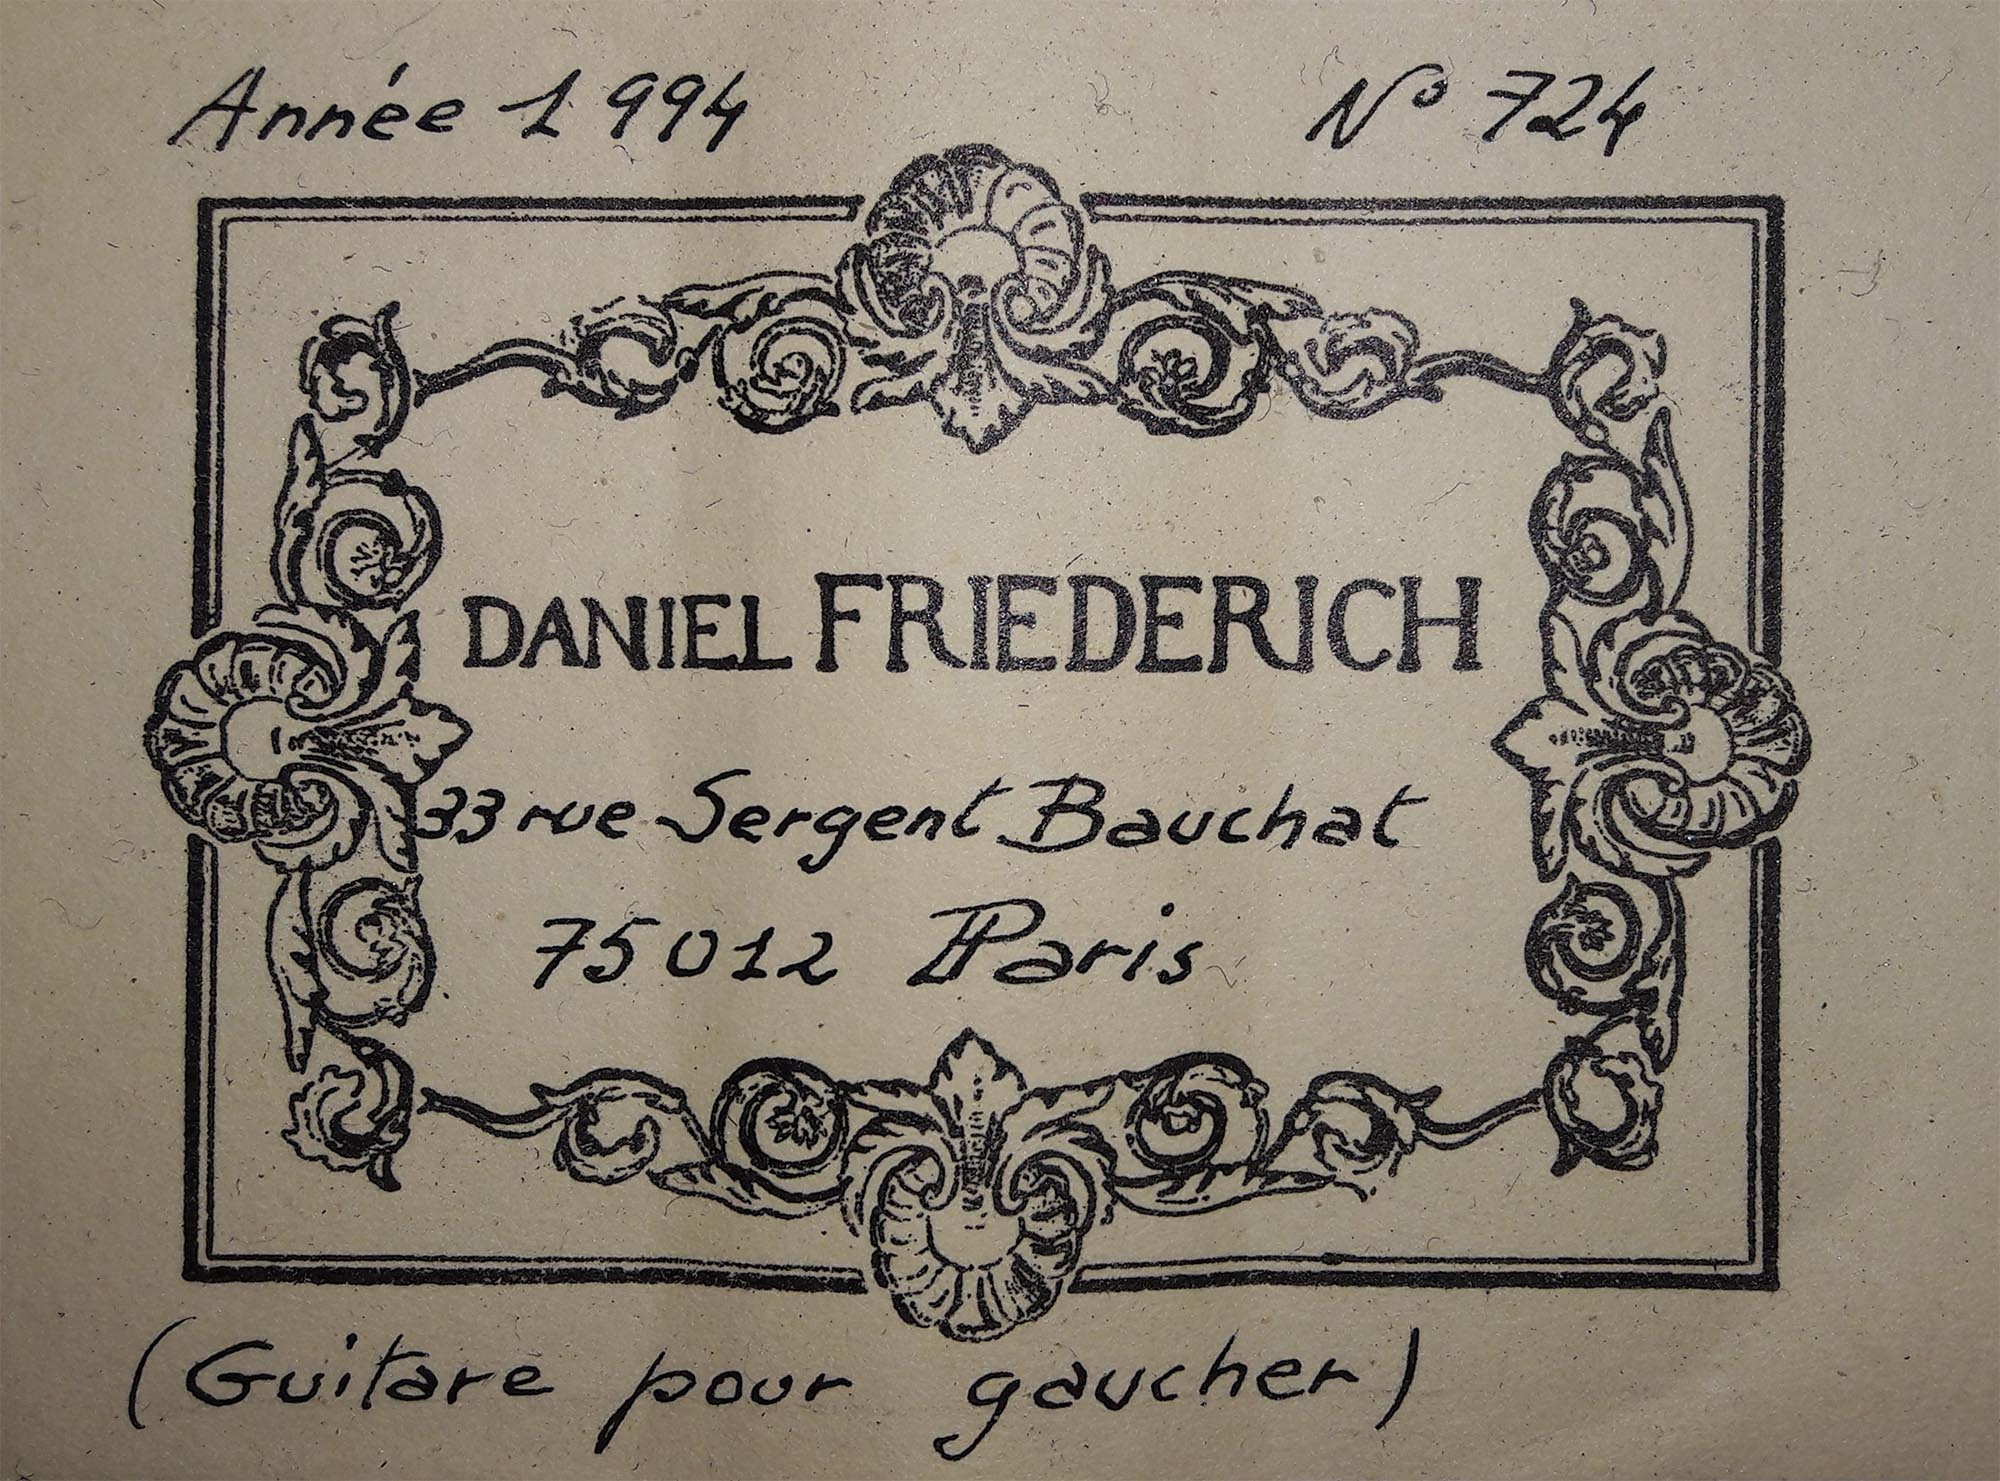 Année 1994 N° 724
DANIEL FRIEDERICH
33 rue Sergent Bauchat
75012 Paris
(Guitare pour gaucher)